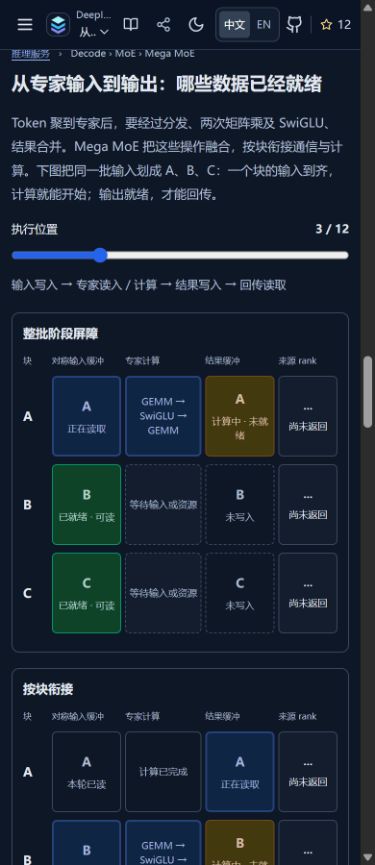 DeepI...
从..
中文
EN
12
推理服务 › Decode › MoE › Mega MoE
从专家输入到输出：哪些数据已经就绪
Token 聚到专家后，要经过分发、两次矩阵乘及 SwiGLU、
结果合并。Mega MoE 把这些操作融合，按块衔接通信与计
算。下图把同一批输入划成 A、B、C：一个块的输入到齐，
计算就能开始；输出就绪，才能回传。
执行位置
3 / 12
输入写入 → 专家读入 / 计算 → 结果写入 → 回传读取
整批阶段屏障
块 对称输入缓冲 专家计算 结果缓冲 来源 rank
A
A
正在读取
GEMM →
SwiGLU →
GEMM
A
计算中 · 未就
绪
...
尚未返回
B
B
已就绪 · 可读
等待输入或资源
B
未写入
...
尚未返回
C
C
已就绪 · 可读
等待输入或资源
C
未写入
...
尚未返回
按块衔接
块 对称输入缓冲 专家计算 结果缓冲 来源 rank
A
A
本轮已读
计算已完成
A
正在读取
...
尚未返回
B
B
GEMM →
SwiGLU →
B
计算中 · 未就
...
尚未返回